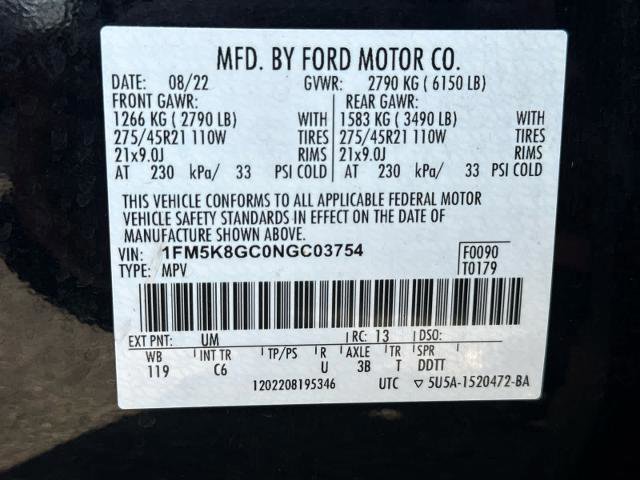 MFD. BY FORD MOTOR CO.
DATE: 08/22 GVWR: 2790 KG ( 6150 LB)
FRONT GAWR: REAR GAWR:
1266 KG ( 2790 LB) WITH 1583 KG ( 3490 LB) WITH
275/45R21 110W TIRES 275/45R21 110W TIRES
21x9.0J RIMS 21x9.0J RIMS
AT 230 kPa/ 33 PSI COLD AT 230 kPa/ 33 PSI COLD
THIS VEHICLE CONFORMS TO ALL APPLICABLE FEDERAL MOTOR
VEHICLE SAFETY STANDARDS IN EFFECT ON THE DATE OF
MANUFACTURE SHOWN ABOVE.
VIN: 1FM5K8GC0NGC03754 F0090
TYPE: MPV T0179
EXT PNT: UM RC: 13 DSO:
WB INT TR TP/PS R AXLE TR SPR
119 C6 U 3B T DDTT
1202208195346 UTC ▽ 5U5A-1520472-BA